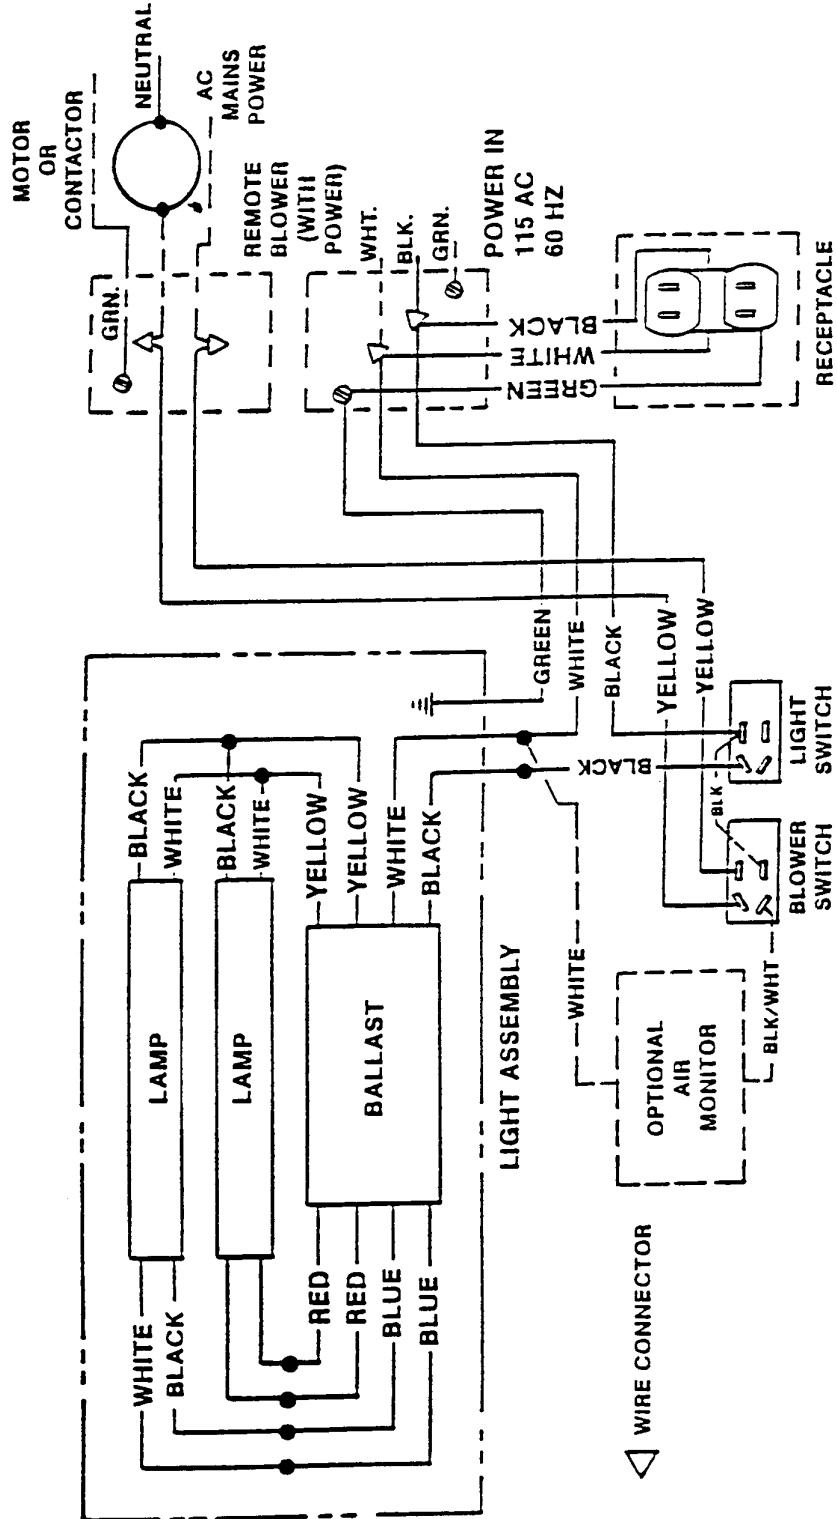 MOTOR
OR
CONTACTOR
NEUTRAL
AC
MAINS
POWER
GRN.
REMOTE
BLOWER
(WITH
POWER)
WHT.
BLK.
GRN.
POWER IN
115 AC
60 HZ
BLACK
WHITE
GREEN
RECEPTACLE
GREEN
WHITE
BLACK
YELLOW
YELLOW
BLACK
WHITE
BLACK
WHITE
YELLOW
YELLOW
WHITE
BLACK
BLACK
BLK
LIGHT
SWITCH
BLOWER
SWITCH
LAMP
LAMP
BALLAST
LIGHT ASSEMBLY
WHITE
OPTIONAL
AIR
MONITOR
BLK/WHT
WHITE
BLACK
RED
RED
BLUE
BLUE
WIRE CONNECTOR